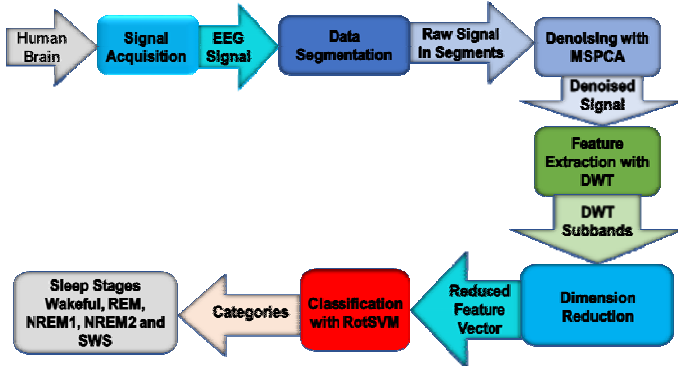 Human
Brain
Signal
Acquisition
EEG
Signal
Data
Segmentation
Raw Signal
in Segments
Denoising with
MSPCA
Denoised
Signal
Feature
Extraction with
DWT
DWT
Subbands
Dimension
Reduction
Reduced
Feature
Vector
Classification
with RotSVM
Categories
Sleep Stages
Wakeful, REM,
NREM1, NREM2 and
SWS